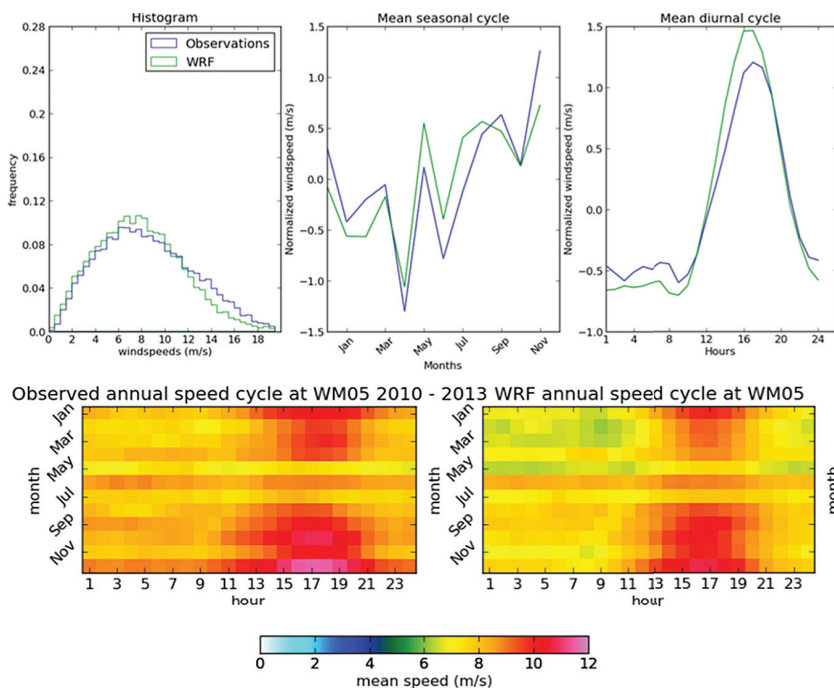 Histogram
Mean seasonal cycle
Mean diurnal cycle
0.28
0.24
0.20
0.16
0.12
0.08
0.04
0.0
frequency
Observations
WRF
0 2 4 6 8 10 12 14 16 18
windspeeds (m/s)
1.5
1.0
0.5
0.0
−0.5
−1.0
−1.5
Normalized windspeed (m/s)
Jan Mar May Jul Sep Nov
Months
1.5
1.0
0.5
0.0
−0.5
−1.0
Normalized windspeed (m/s)
1 4 8 12 16 20 24
Hours
Observed annual speed cycle at WM05 2010 - 2013 WRF annual speed cycle at WM05
Jan
Mar
May
Jul
Sep
Nov
month
1 3 5 7 9 11 13 15 17 19 21 23
hour
Jan
Mar
May
Jul
Sep
Nov
month
1 3 5 7 9 11 13 15 17 19 21 23
hour
month
0 2 4 6 8 10 12
mean speed (m/s)